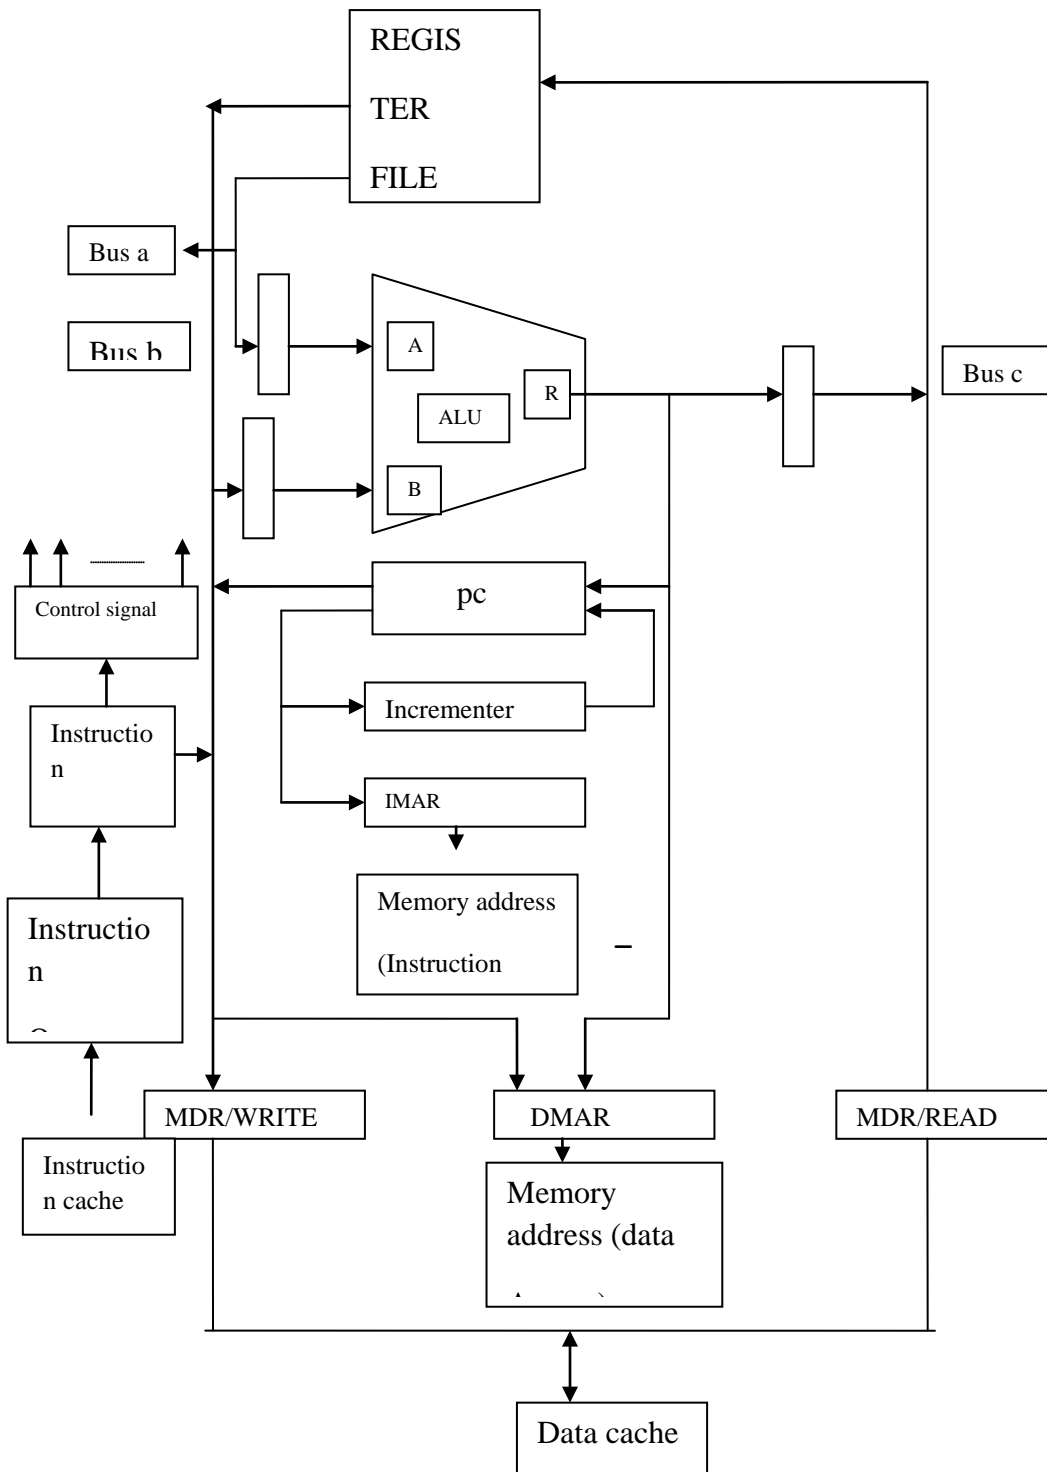 REGIS
TER
FILE
Bus a
Bus b
A
R
ALU
B
Bus c
Control signal
pc
Instructio
n
Incrementer
IMAR
Memory address
(Instruction
Instructio
n
MDR/WRITE
DMAR
MDR/READ
Instructio
n cache
Memory
address (data
Data cache